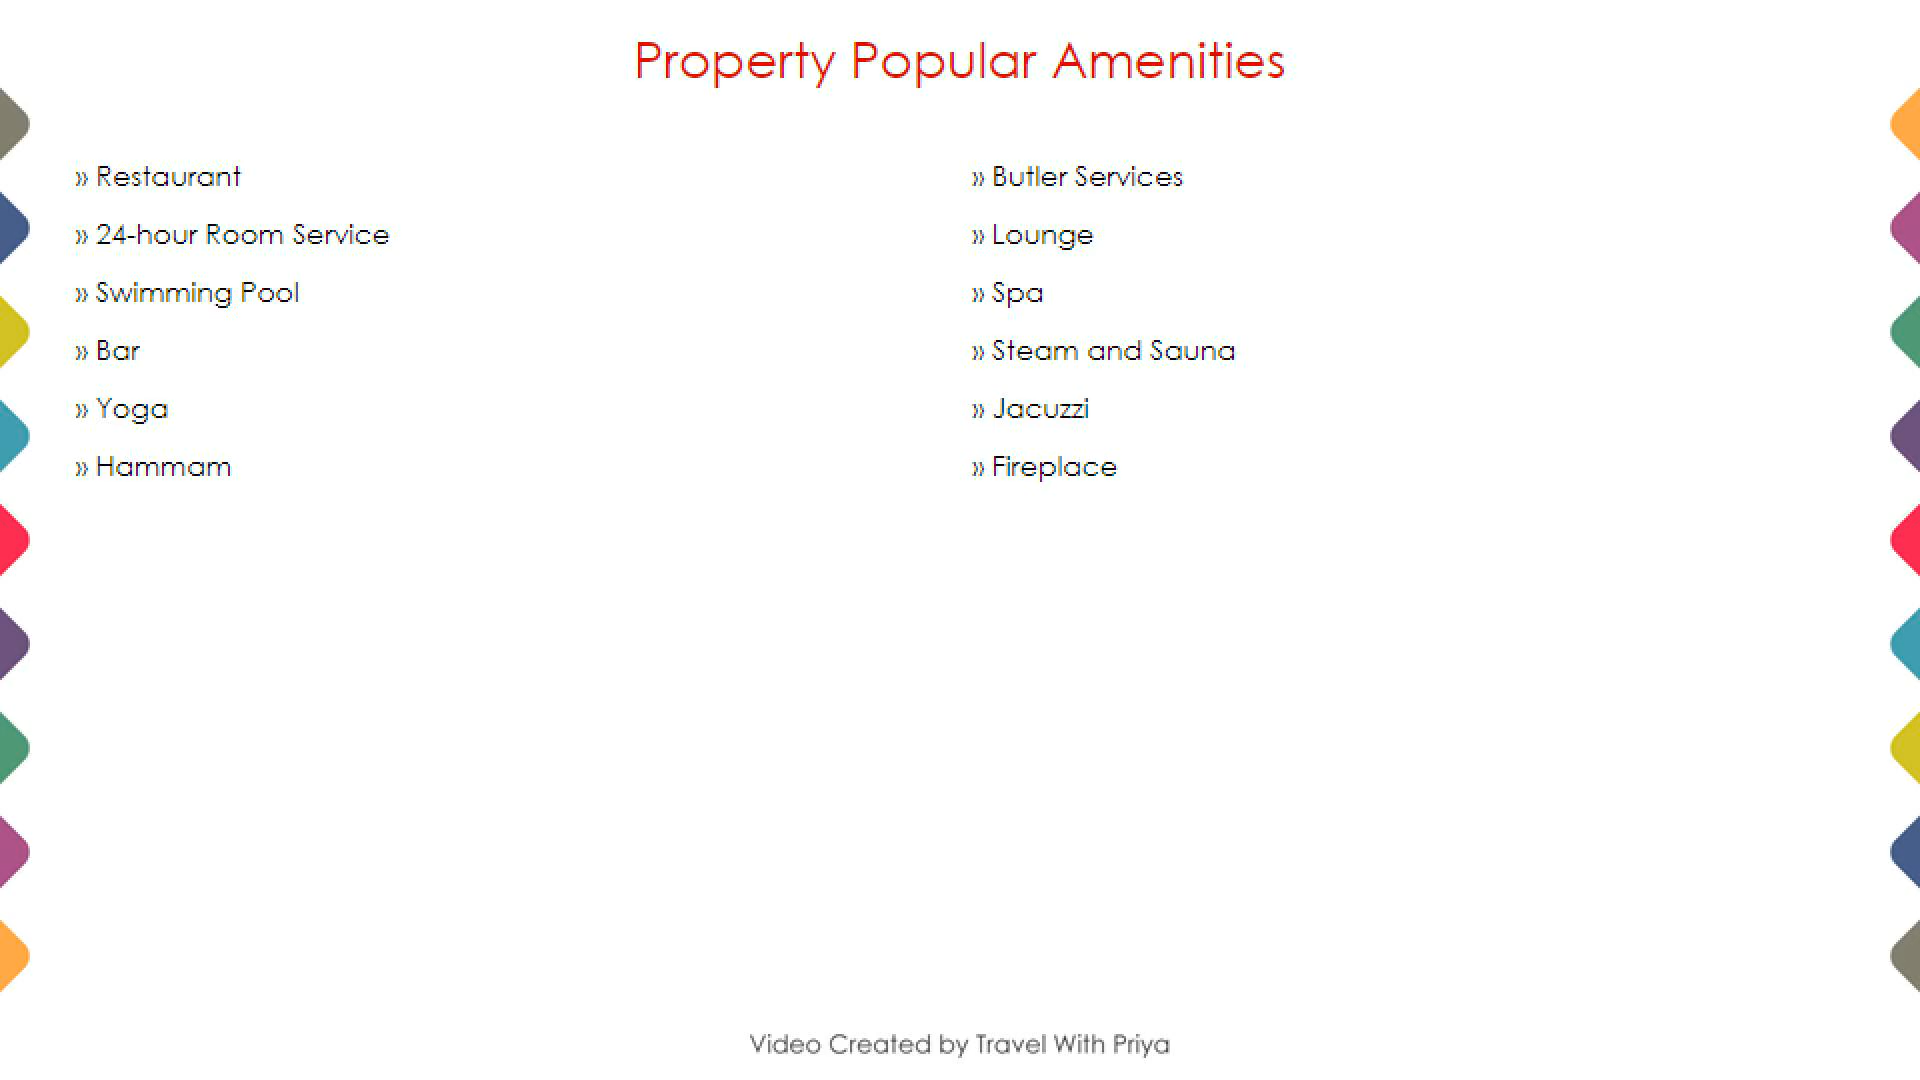 Property Popular Amenities
» Restaurant
» 24-hour Room Service
» Swimming Pool
» Bar
» Yoga
» Hammam
» Butler Services
» Lounge
» Spa
» Steam and Sauna
» Jacuzzi
» Fireplace
Video Created by Travel With Priya